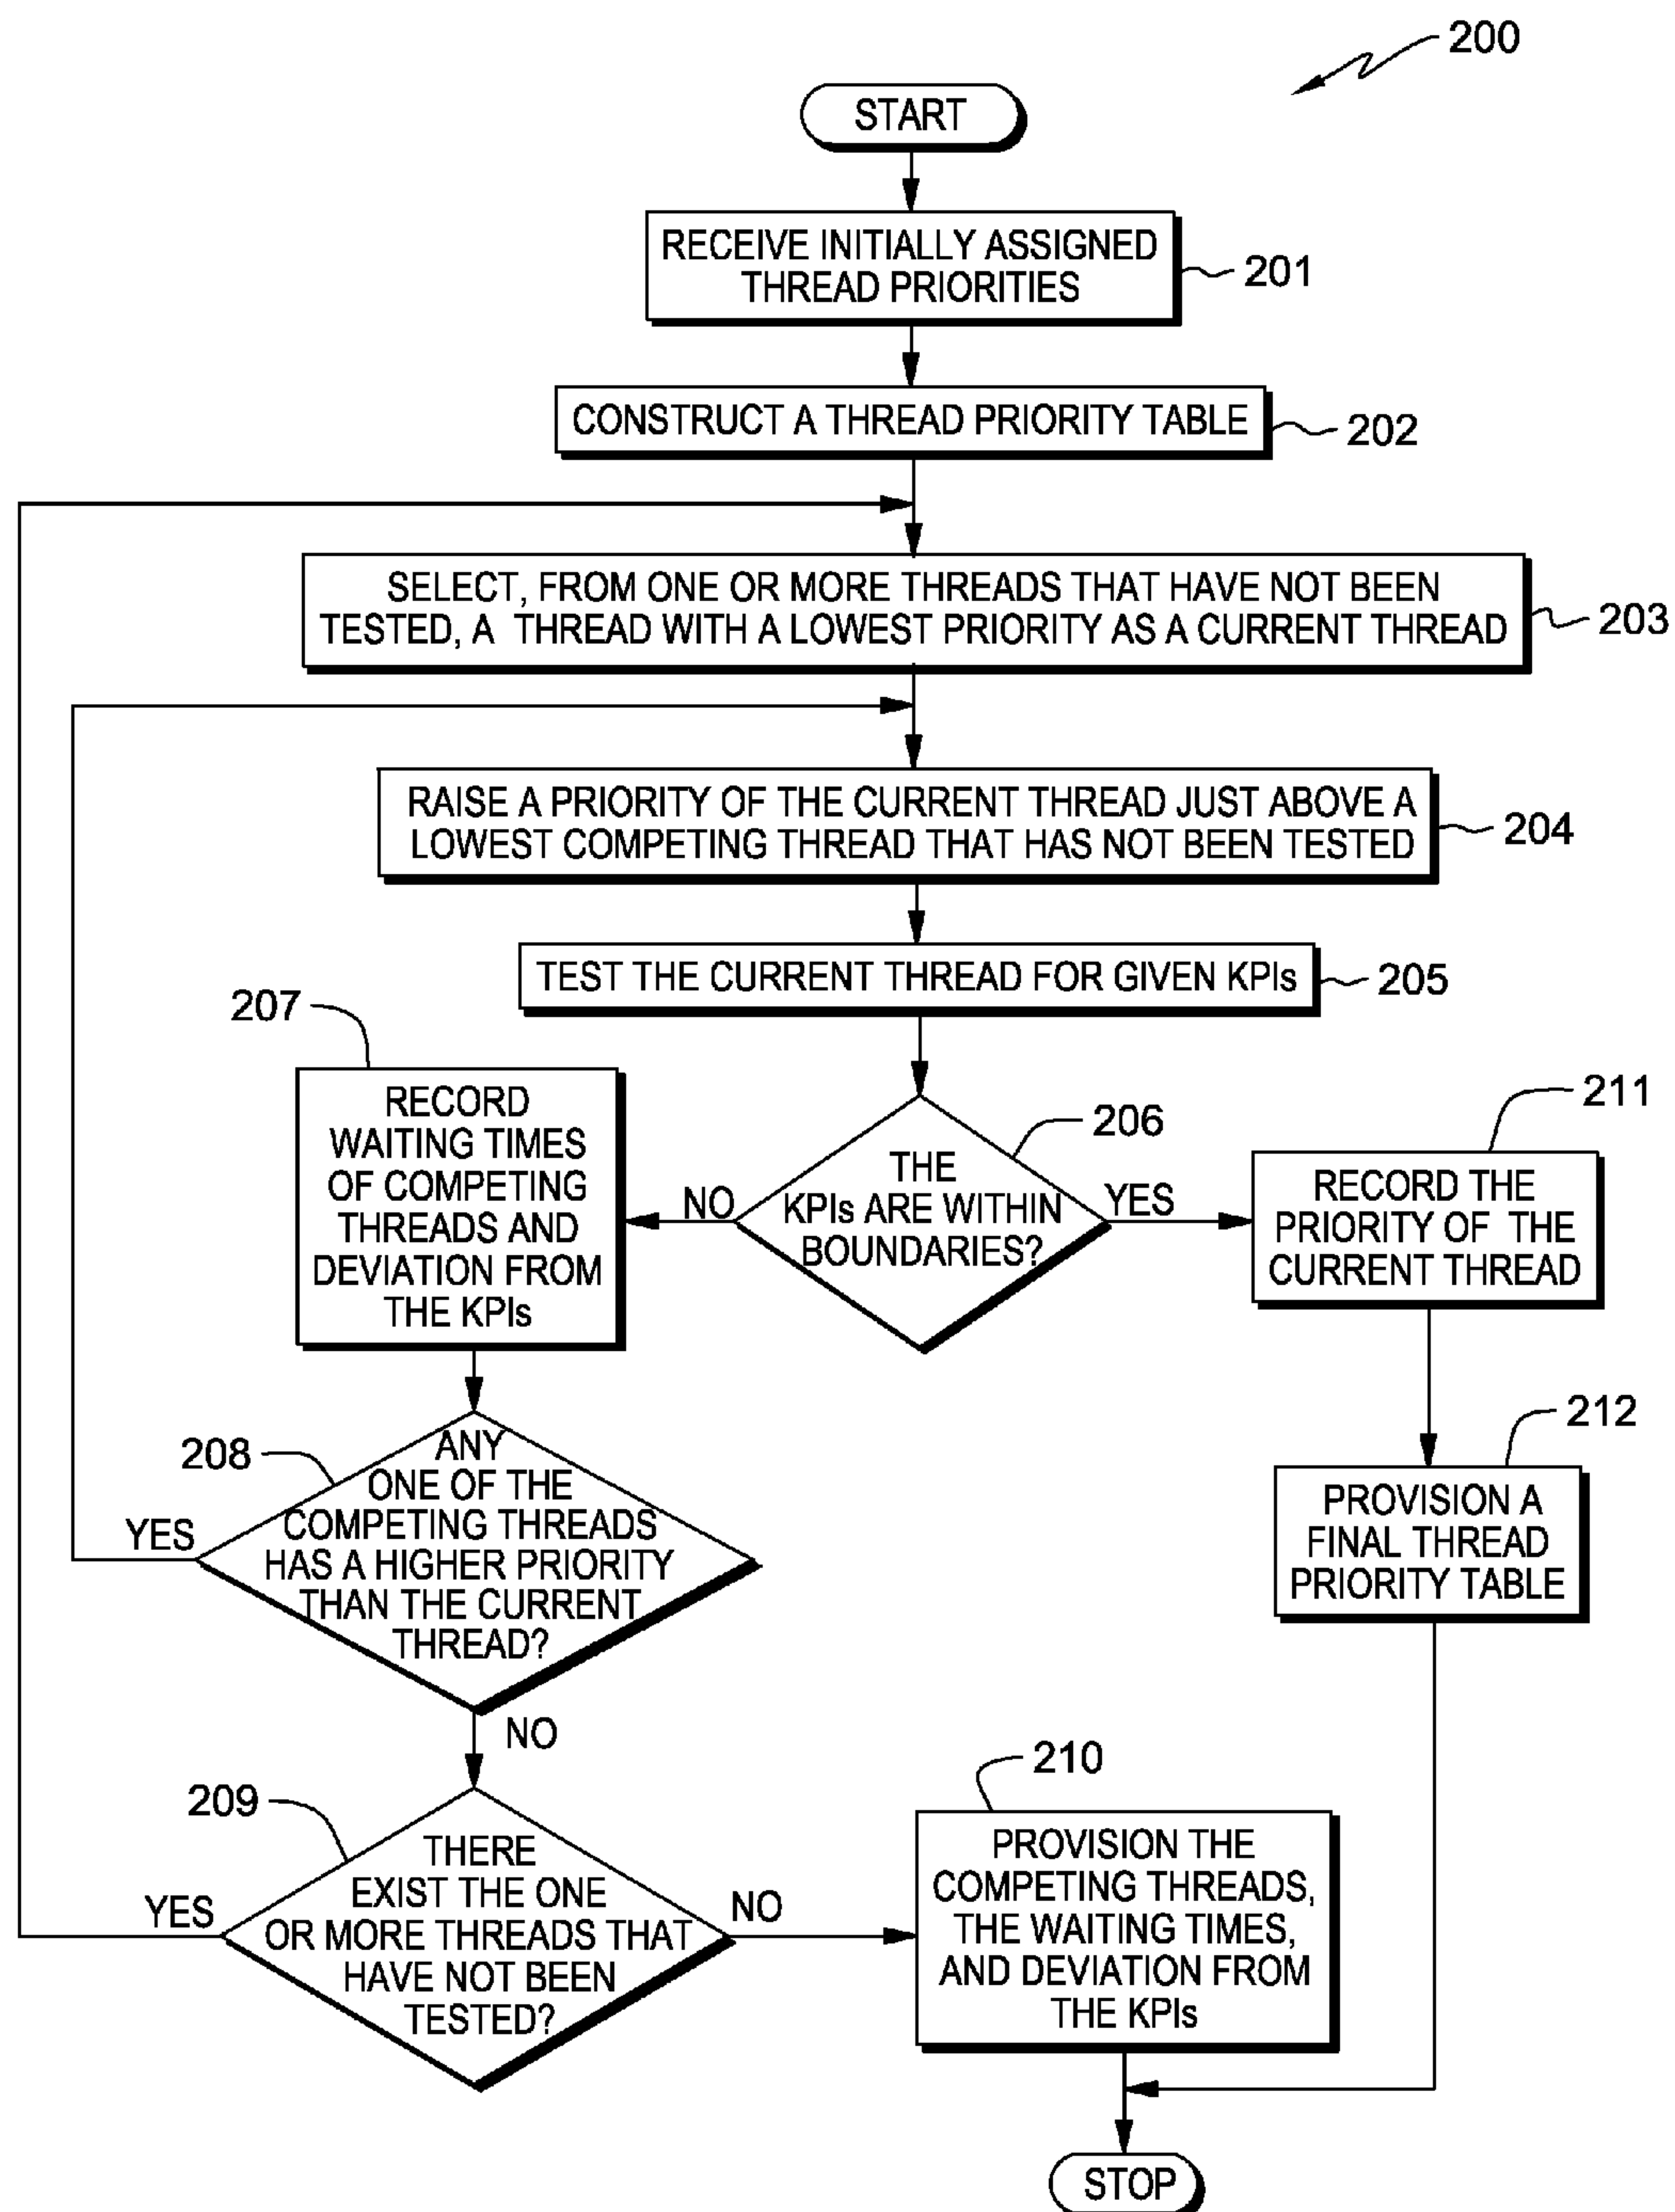 200
START
RECEIVE INITIALLY ASSIGNED
THREAD PRIORITIES
201
CONSTRUCT A THREAD PRIORITY TABLE
202
SELECT, FROM ONE OR MORE THREADS THAT HAVE NOT BEEN
TESTED, A THREAD WITH A LOWEST PRIORITY AS A CURRENT THREAD
203
RAISE A PRIORITY OF THE CURRENT THREAD JUST ABOVE A
LOWEST COMPETING THREAD THAT HAS NOT BEEN TESTED
204
TEST THE CURRENT THREAD FOR GIVEN KPIs
205
206
THE
KPIs ARE WITHIN
BOUNDARIES?
NO
YES
207
RECORD
WAITING TIMES
OF COMPETING
THREADS AND
DEVIATION FROM
THE KPIs
211
RECORD THE
PRIORITY OF THE
CURRENT THREAD
208
ANY
ONE OF THE
COMPETING THREADS
HAS A HIGHER PRIORITY
THAN THE CURRENT
THREAD?
YES
NO
212
PROVISION A
FINAL THREAD
PRIORITY TABLE
209
THERE
EXIST THE ONE
OR MORE THREADS THAT
HAVE NOT BEEN
TESTED?
YES
NO
210
PROVISION THE
COMPETING THREADS,
THE WAITING TIMES,
AND DEVIATION FROM
THE KPIs
STOP